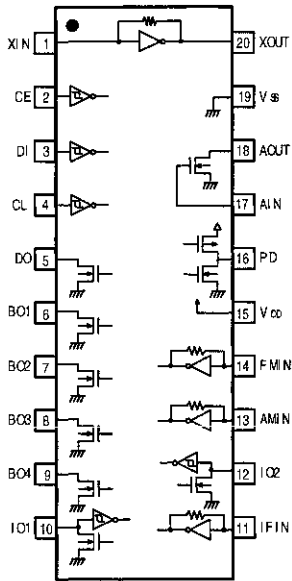 XIN 1 20 XOUT
CE 2 19 Vss
DI 3 18 AOUT
CL 4 17 AIN
DO 5 16 PD
BO1 6 15 VDD
BO2 7 14 FMIN
BO3 8 13 AMIN
BO4 9 12 IO2
IO1 10 11 IFIN